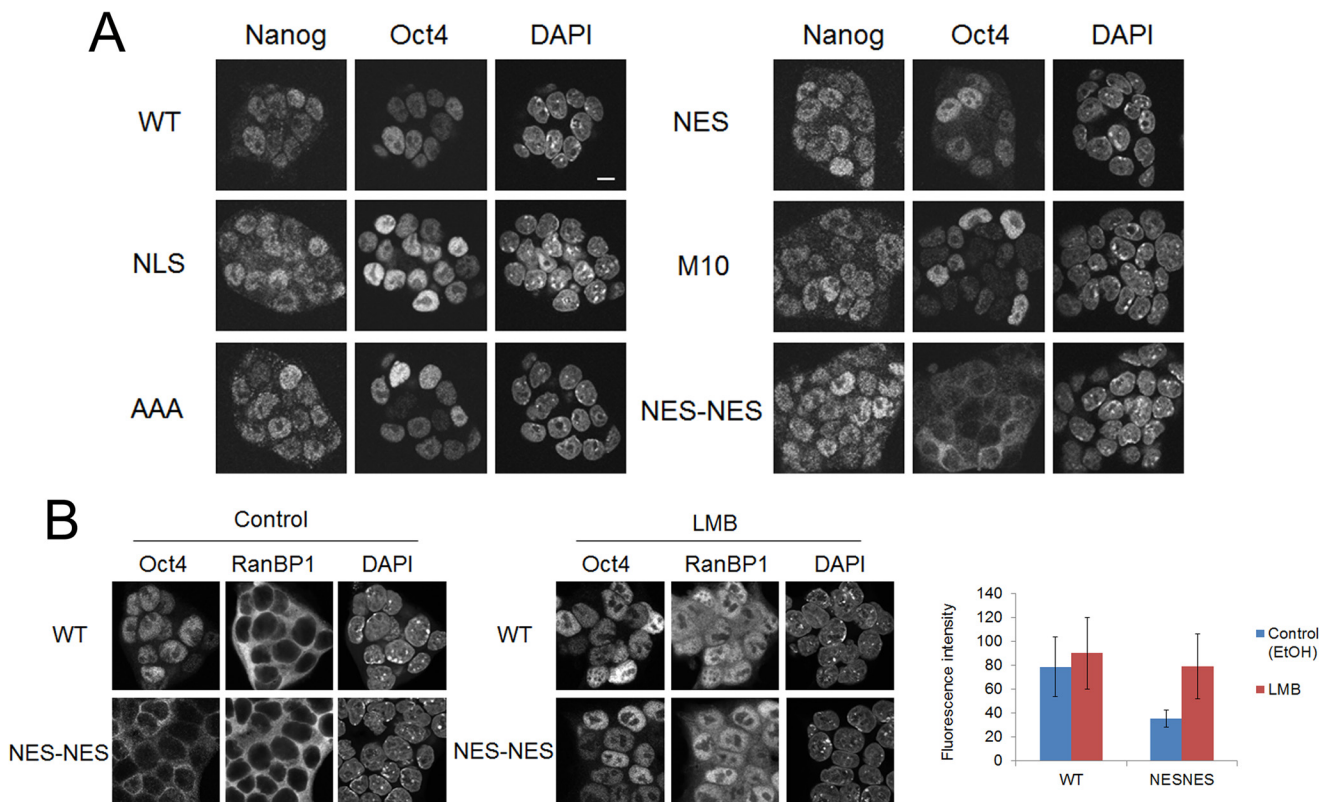 A
Nanog Oct4 DAPI
Nanog Oct4 DAPI
WT
NES
NLS
M10
AAA
NES-NES
B
Control
LMB
Oct4 RanBP1 DAPI
Oct4 RanBP1 DAPI
WT
WT
NES-NES
NES-NES
Fluorescence intensity
140
120
100
80
60
40
20
0
WT NESNES
Control
(EtOH)
LMB